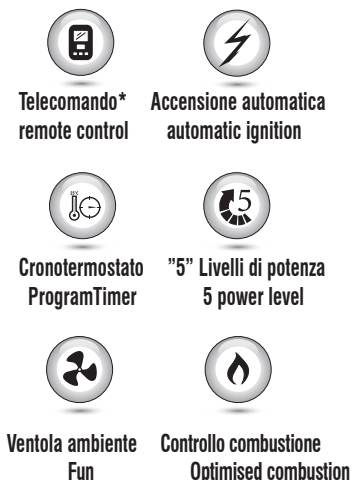 Telecomando* Accensione automatica
remote control automatic ignition
5
Cronotermostato "5" Livelli di potenza
ProgramTimer 5 power level
Ventola ambiente Controllo combustione
Fun Optimised combustion